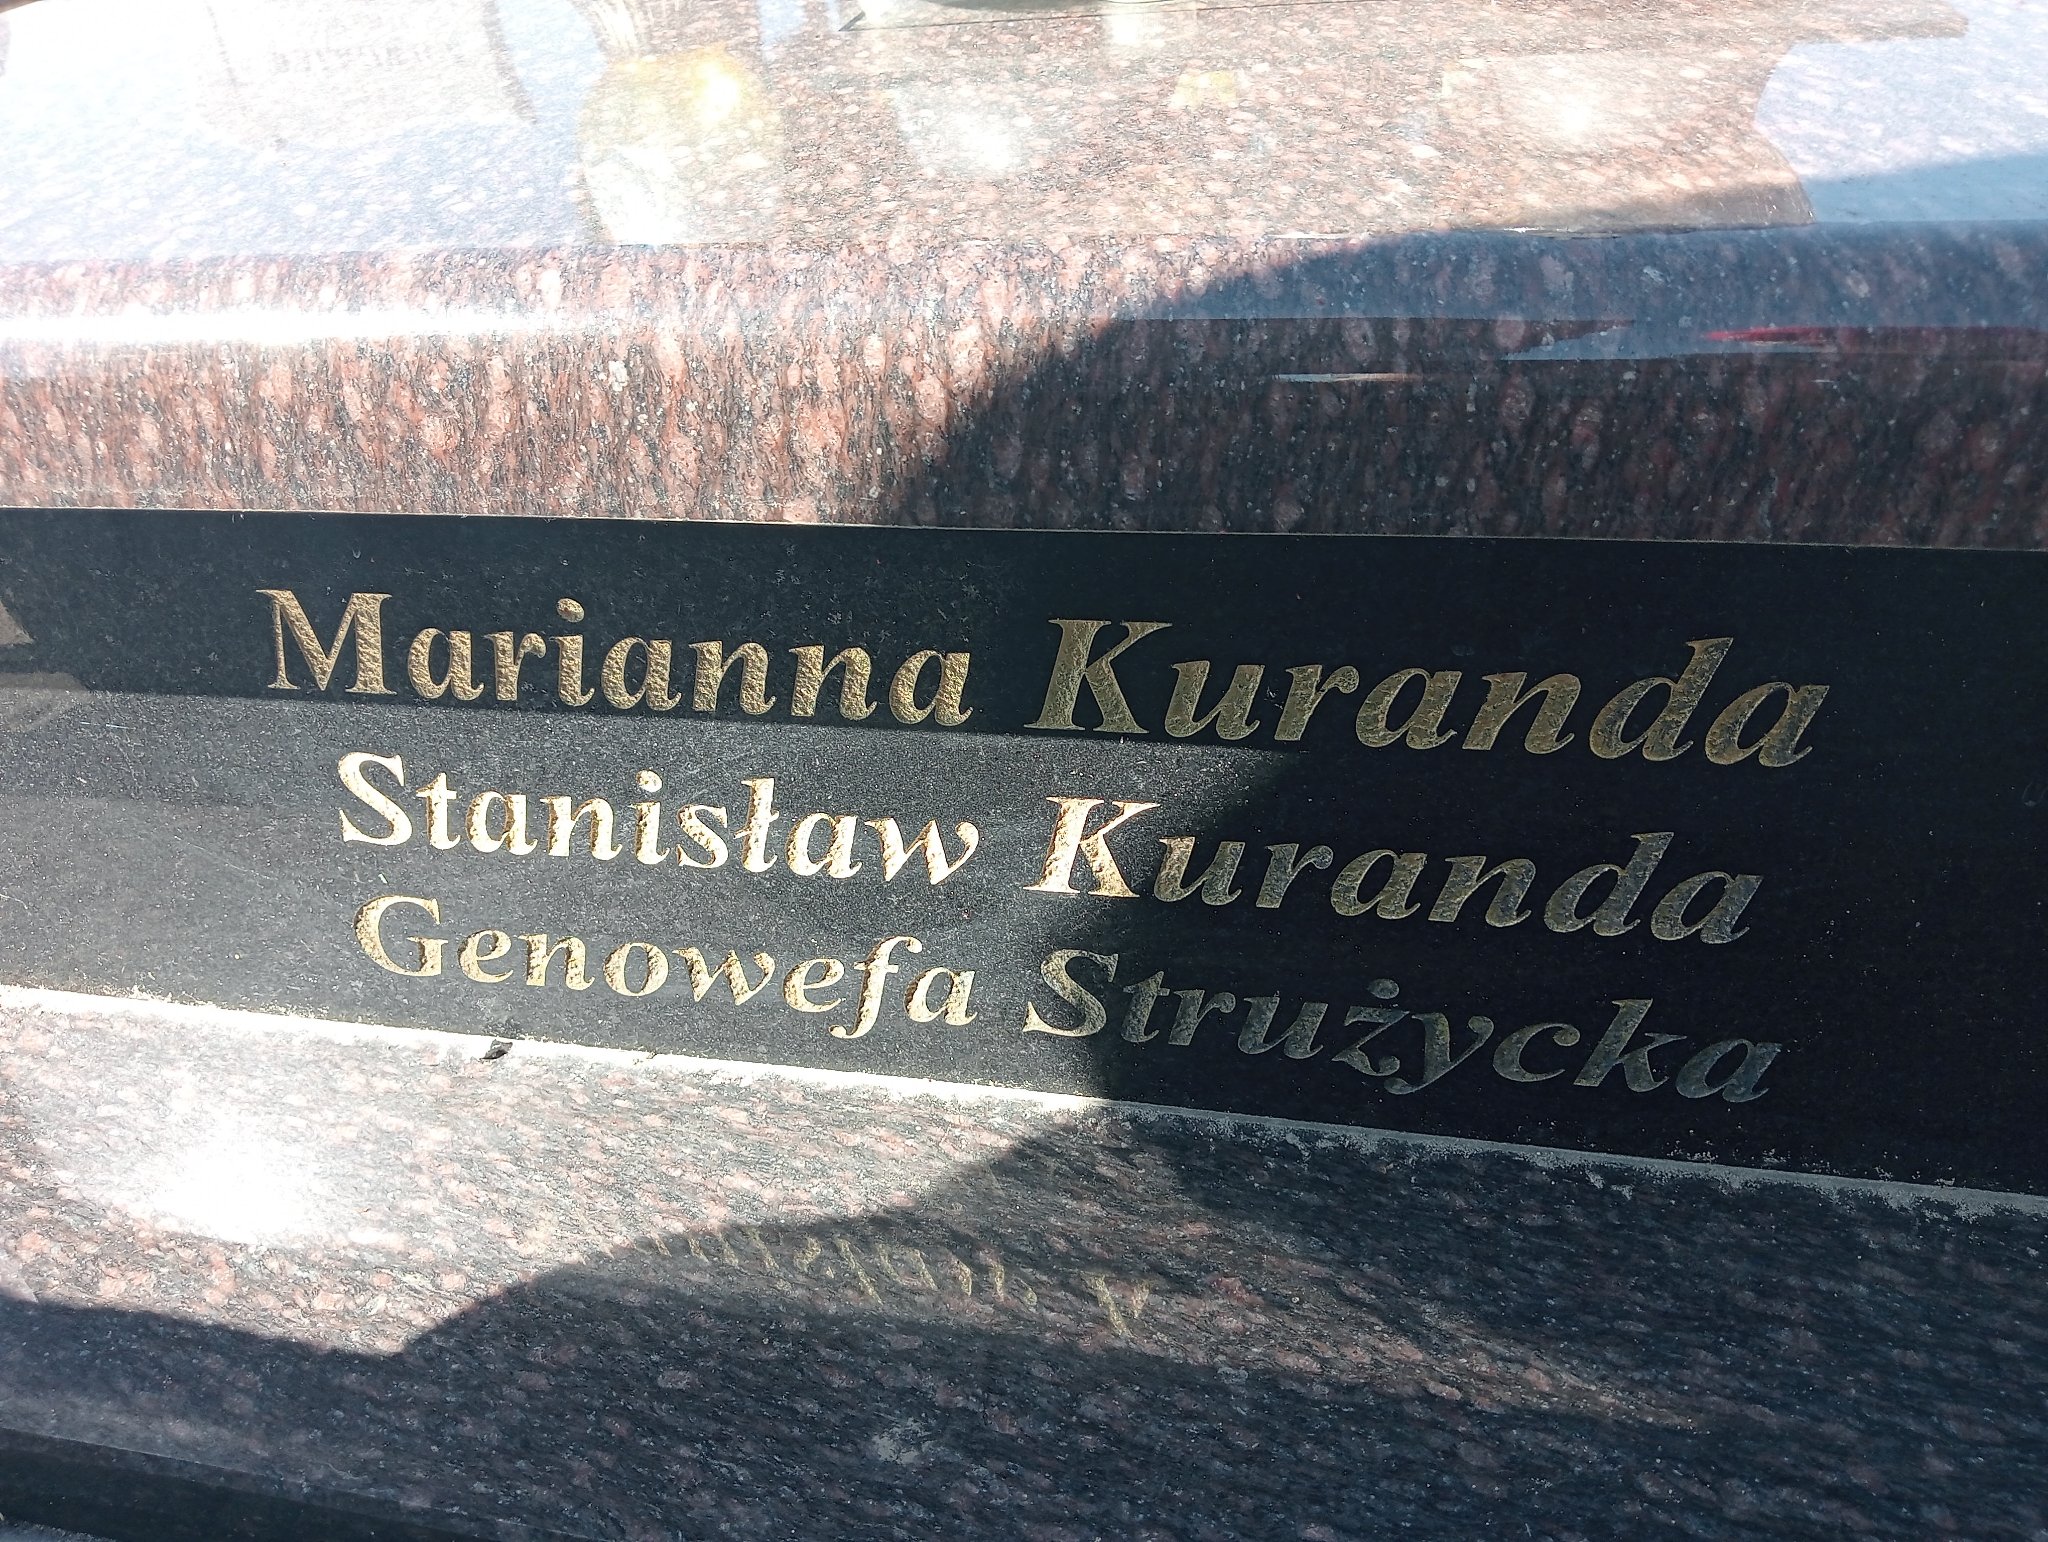 Marianna Kuranda
Stanisław Kuranda
Genowefa Strużycka